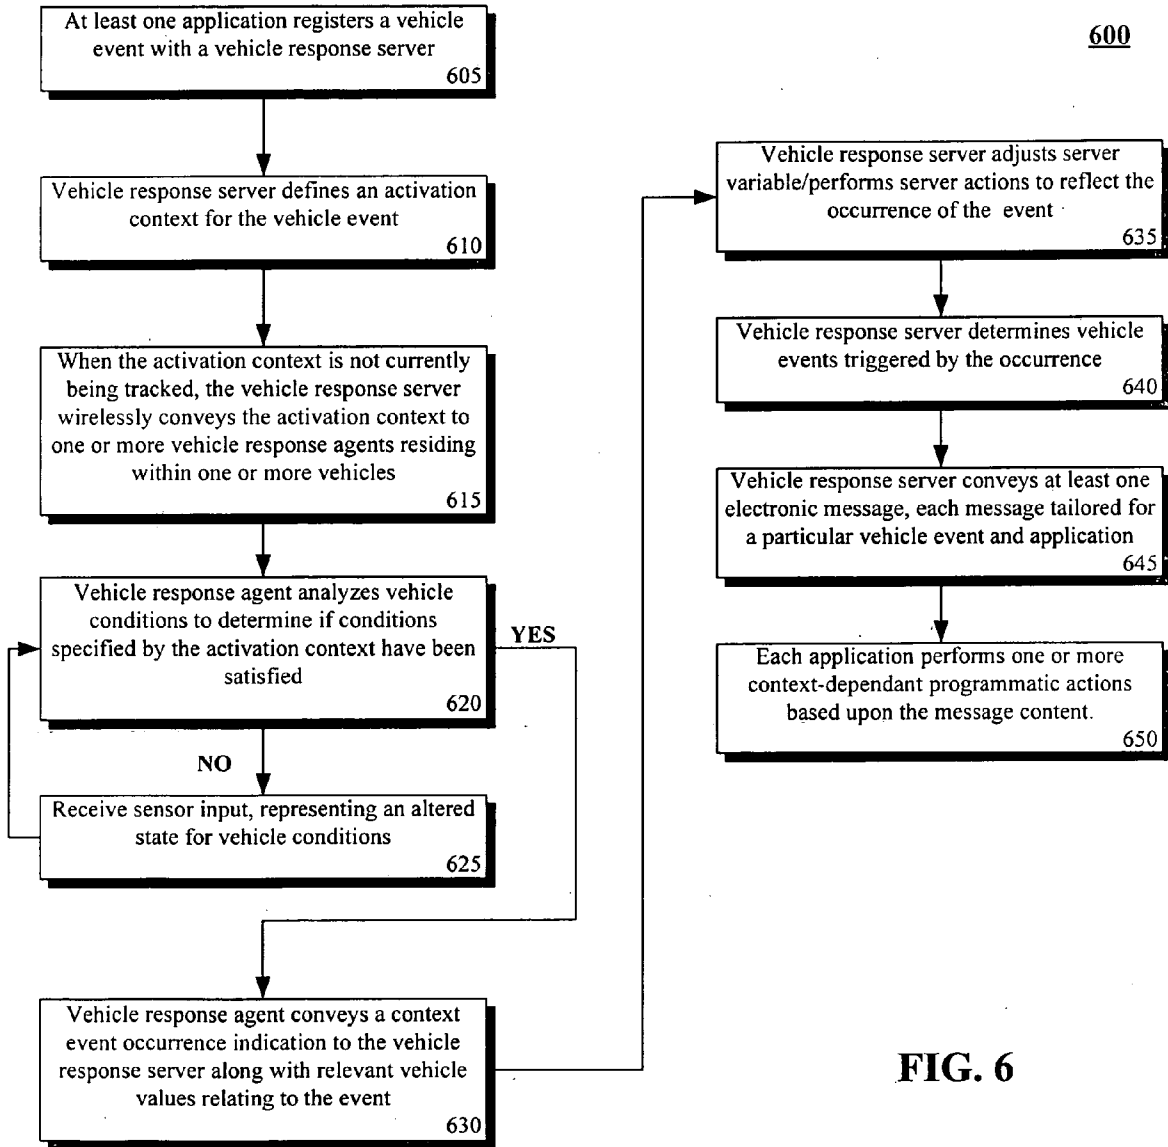 600
At least one application registers a vehicle
event with a vehicle response server
605
Vehicle response server defines an activation
context for the vehicle event
610
When the activation context is not currently
being tracked, the vehicle response server
wirelessly conveys the activation context to
one or more vehicle response agents residing
within one or more vehicles
615
Vehicle response agent analyzes vehicle
conditions to determine if conditions
specified by the activation context have been
satisfied
620
YES
NO
Receive sensor input, representing an altered
state for vehicle conditions
625
Vehicle response agent conveys a context
event occurrence indication to the vehicle
response server along with relevant vehicle
values relating to the event
630
Vehicle response server adjusts server
variable/performs server actions to reflect the
occurrence of the event
635
Vehicle response server determines vehicle
events triggered by the occurrence
640
Vehicle response server conveys at least one
electronic message, each message tailored for
a particular vehicle event and application
645
Each application performs one or more
context-dependant programmatic actions
based upon the message content.
650
FIG. 6